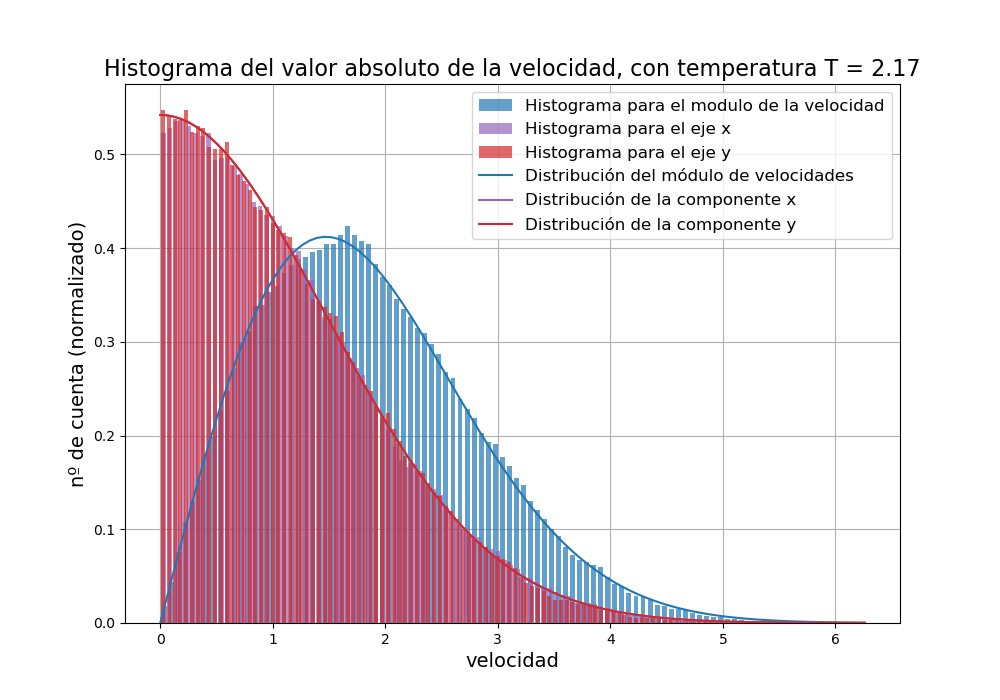 Histograma del valor absoluto de la velocidad, con temperatura T = 2.17
Histograma para el modulo de la velocidad
Histograma para el eje x
Histograma para el eje y
Distribución del módulo de velocidades
Distribución de la componente x
Distribución de la componente y
nº de cuenta (normalizado)
0.5
0.4
0.3
0.2
0.1
0.0
0 1 2 3 4 5 6
velocidad